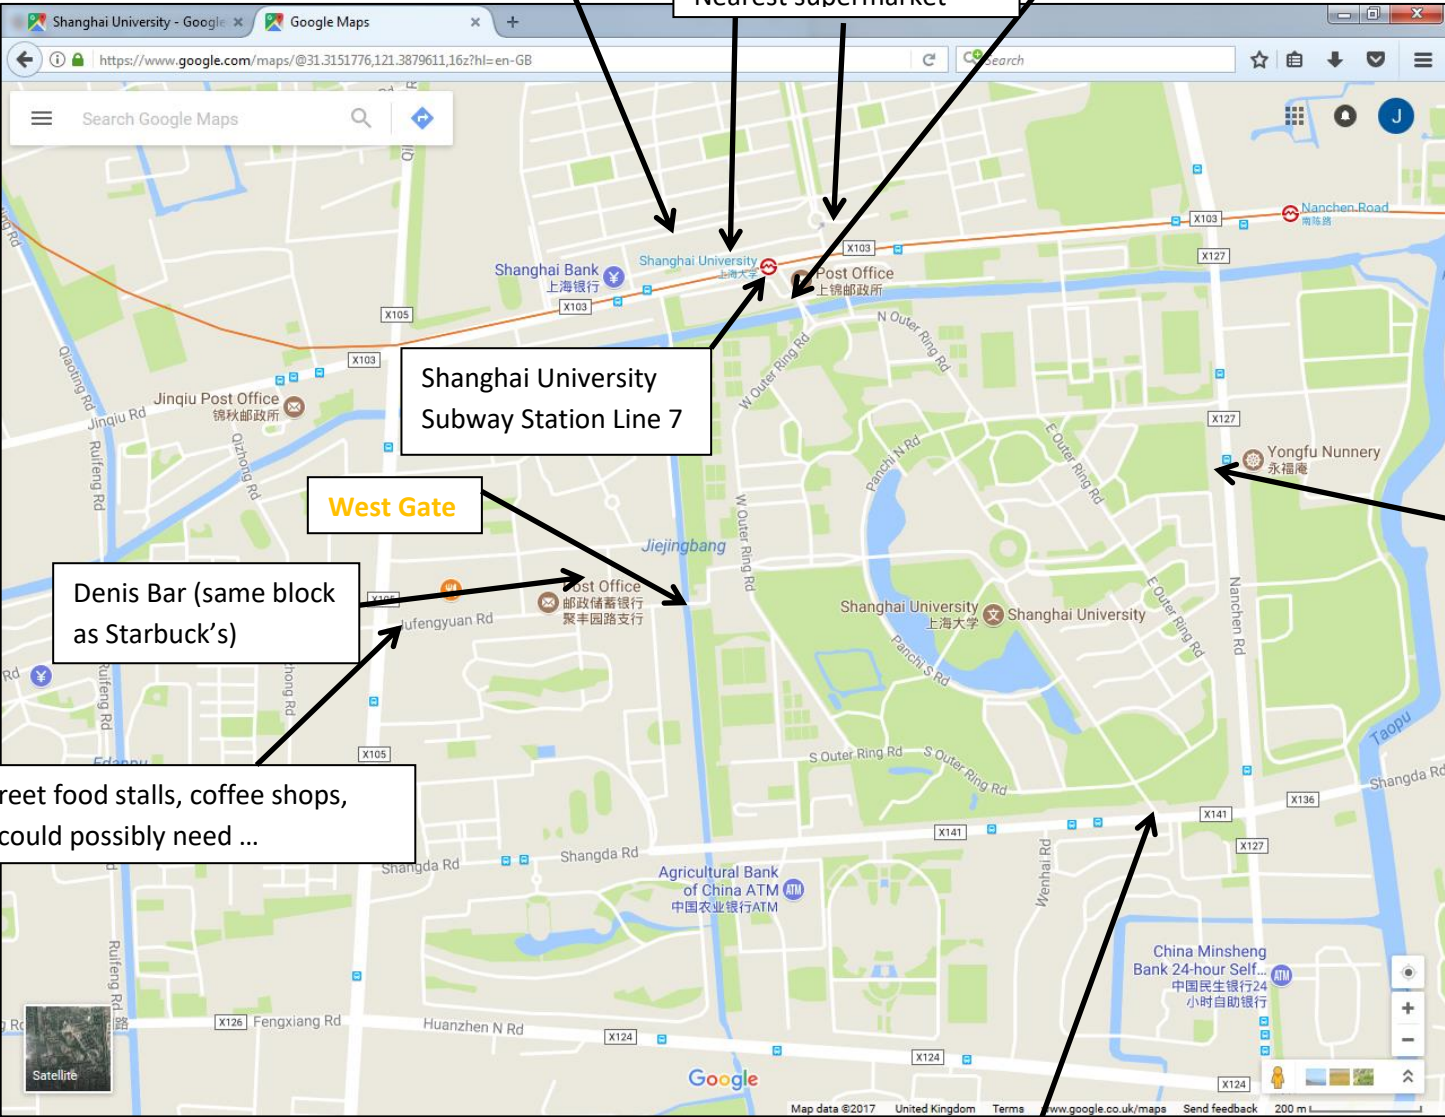 Nearest supermarket
Shanghai University - Google
Google Maps
https://www.google.com/maps/@31.3151776,121.3879611,16z?hl=en-GB
Search
Search Google Maps
J
Nanchen Road
南陈路
X103
X103
X127
Shanghai University
上海大学
Shanghai Bank
上海银行
Post Office
上锦邮政所
X103
X105
N Outer Ring Rd
W Outer Ring Rd
X103
Qiaoting Rd
Shanghai University
Subway Station Line 7
Jinqiu Post Office
锦秋邮政所
Jinqiu Rd
Qizhong Rd
Ruifeng Rd
Panchi N Rd
E Outer Ring Rd
X127
Yongfu Nunnery
永福庵
West Gate
W Outer Ring Rd
Jiejingbang
Denis Bar (same block
as Starbuck's)
X105
Post Office
邮政储蓄银行
聚丰园路支行
Jufengyuan Rd
Shanghai University
上海大学
Shanghai University
E Outer Ring Rd
Nanchen Rd
Panchi S Rd
Rd
Ruifeng Rd
zhong Rd
X105
S Outer Ring Rd
S Outer Ring Rd
Taopu
Shangda Rd
X136
X141
X141
X127
reet food stalls, coffee shops,
could possibly need …
Shangda Rd
Shangda Rd
Agricultural Bank
of China ATM
中国农业银行ATM
ATM
Wenhai Rd
China Minsheng
Bank 24-hour Self...
中国民生银行24
小时自助银行
ATM
Ruifeng Rd
路
X126
Fengxiang Rd
Huanzhen N Rd
X124
X124
X124
Satellite
Google
Map data ©2017
United Kingdom
Terms
www.google.co.uk/maps
Send feedback
200 m